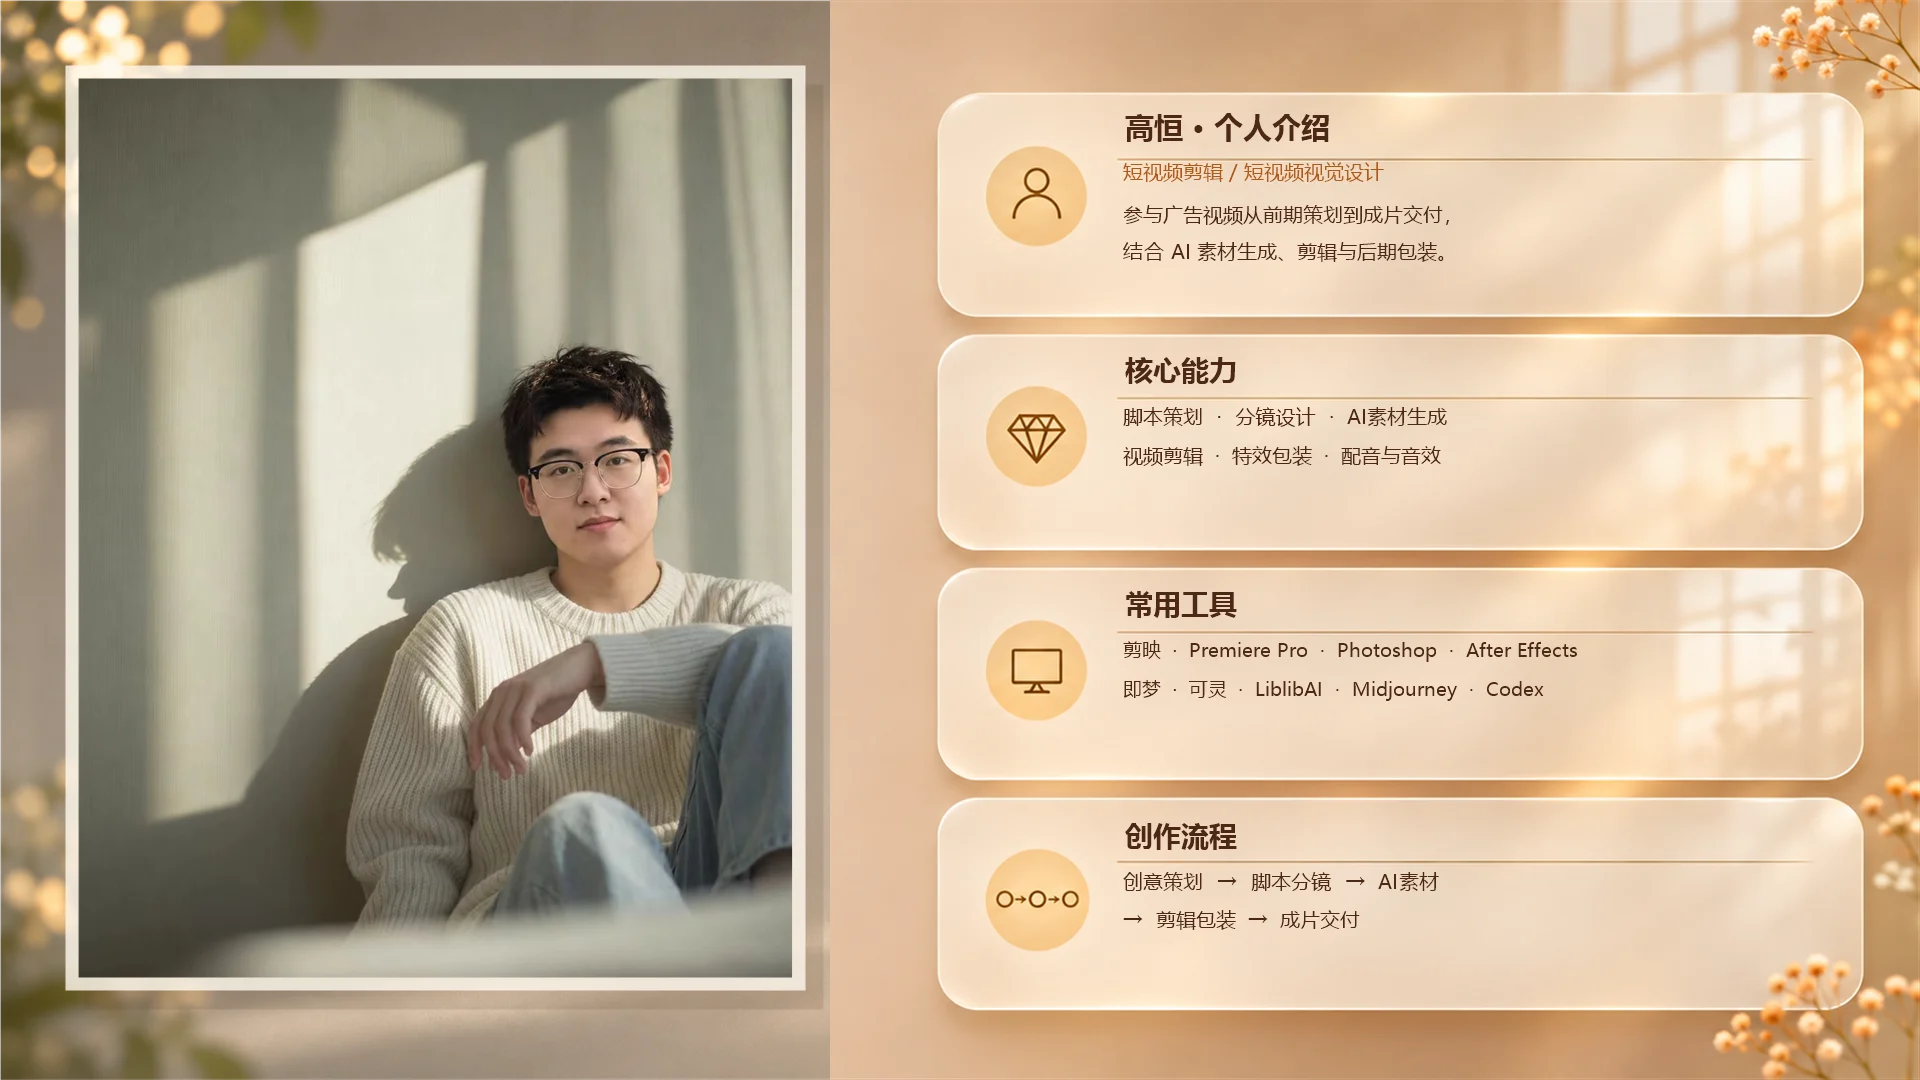 高恒·个人介绍
短视频剪辑 / 短视频视觉设计
参与广告视频从前期策划到成片交付，
结合 AI 素材生成、剪辑与后期包装。
核心能力
脚本策划 · 分镜设计 · AI素材生成
视频剪辑 · 特效包装 · 配音与音效
常用工具
剪映 · Premiere Pro · Photoshop · After Effects
即梦 · 可灵 · LiblibAI · Midjourney · Codex
创作流程
创意策划 → 脚本分镜 → AI素材
→ 剪辑包装 → 成片交付